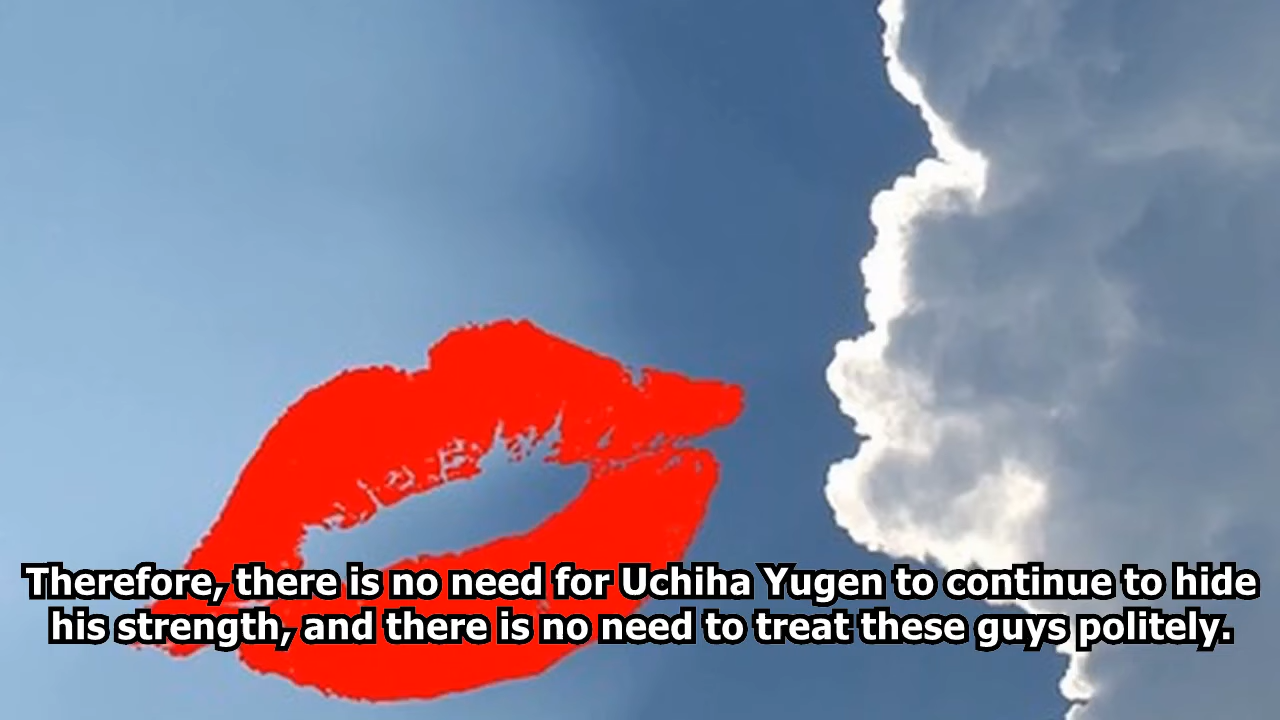 Therefore, there is no need for Uchiha Yugen to continue to hide
his strength, and there is no need to treat these guys politely.